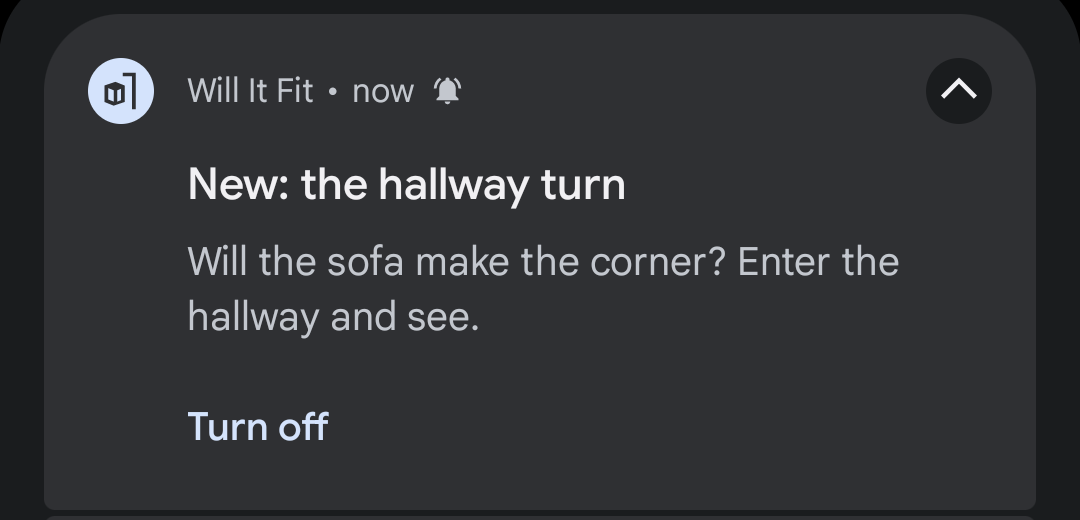 Will It Fit • now
New: the hallway turn
Will the sofa make the corner? Enter the
hallway and see.
Turn off